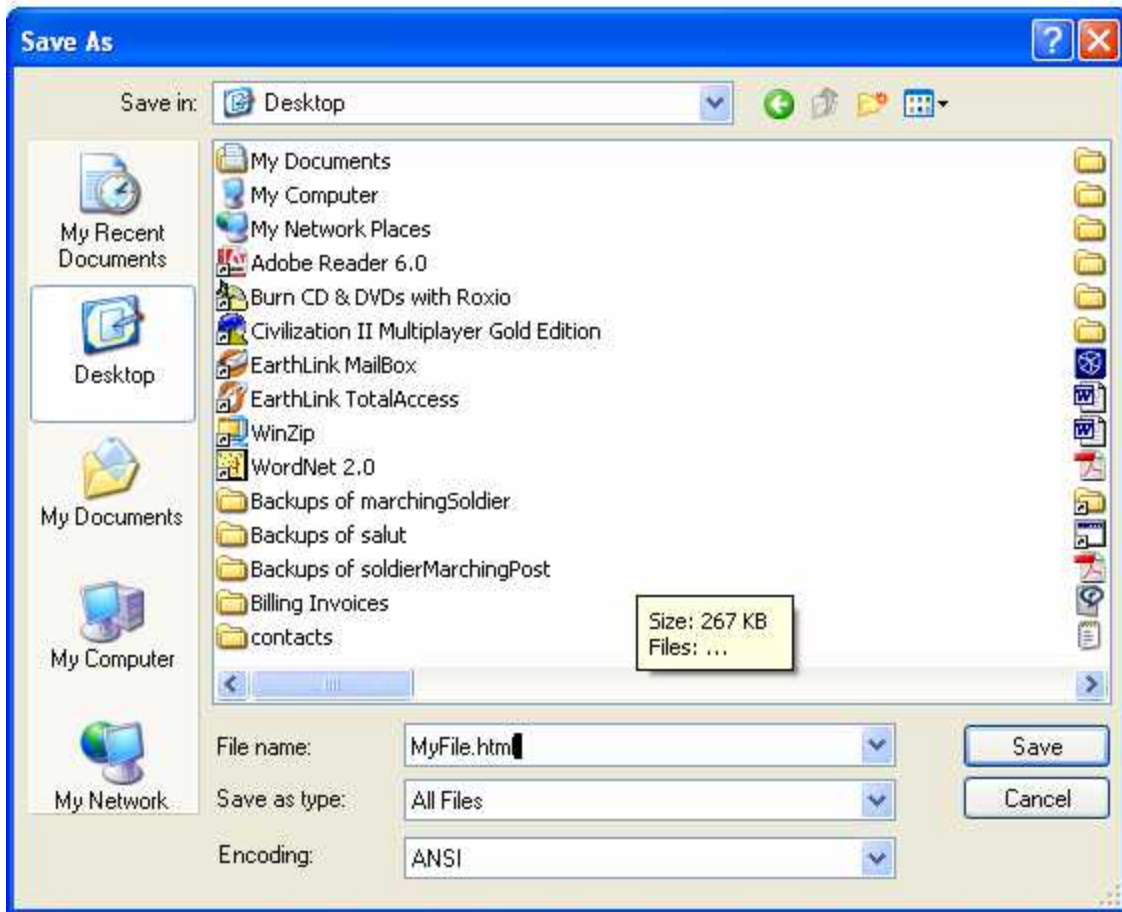 Save As
Save in:
Desktop
My Recent
Documents
Desktop
My Documents
My Computer
My Network
My Documents
My Computer
My Network Places
Adobe Reader 6.0
Burn CD & DVDs with Roxio
Civilization II Multiplayer Gold Edition
EarthLink MailBox
EarthLink TotalAccess
WinZip
WordNet 2.0
Backups of marchingSoldier
Backups of salut
Backups of soldierMarchingPost
Billing Invoices
contacts
Size: 267 KB
Files: ...
File name:
MyFile.html
Save
Save as type:
All Files
Cancel
Encoding:
ANSI